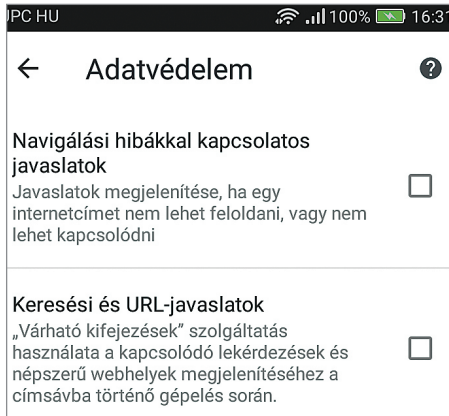 UPC HU 100% 16:31
Adatvédelem
Navigálási hibákkal kapcsolatos
javaslatok
Javaslatok megjelenítése, ha egy
internetcímet nem lehet feloldani, vagy nem
lehet kapcsolódni
Keresési és URL-javaslatok
„Várható kifejezések” szolgáltatás
használata a kapcsolódó lekérdezések és
népszerű webhelyek megjelenítéséhez a
címsávba történő gépelés során.